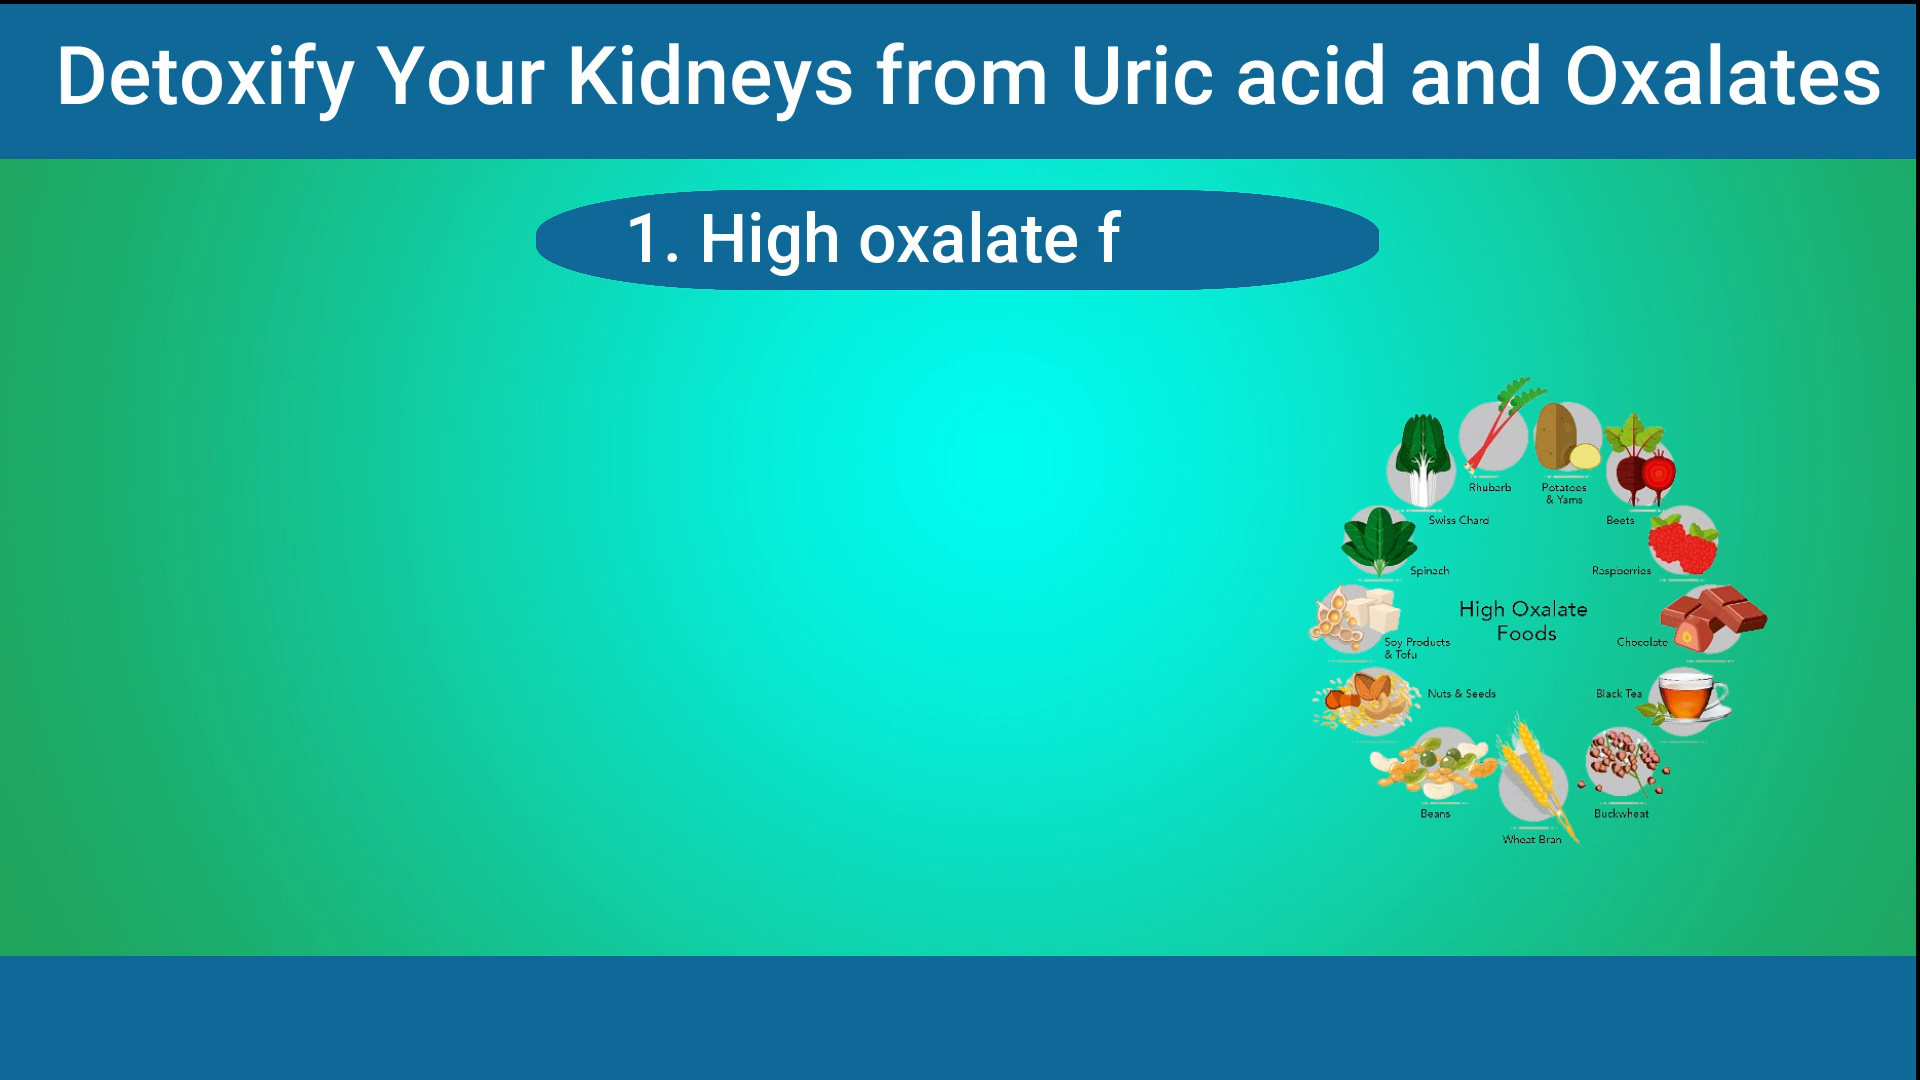 Detoxify Your Kidneys from Uric acid and Oxalates
1. High oxalate f
Rhubarb
Potatoes
& Yams
Swiss Chard
Beets
Spinach
Raspberries
High Oxalate
Foods
Soy Products
& Tofu
Chocolate
Nuts & Seeds
Black Tea
Beans
Buckwheat
Wheat Bran